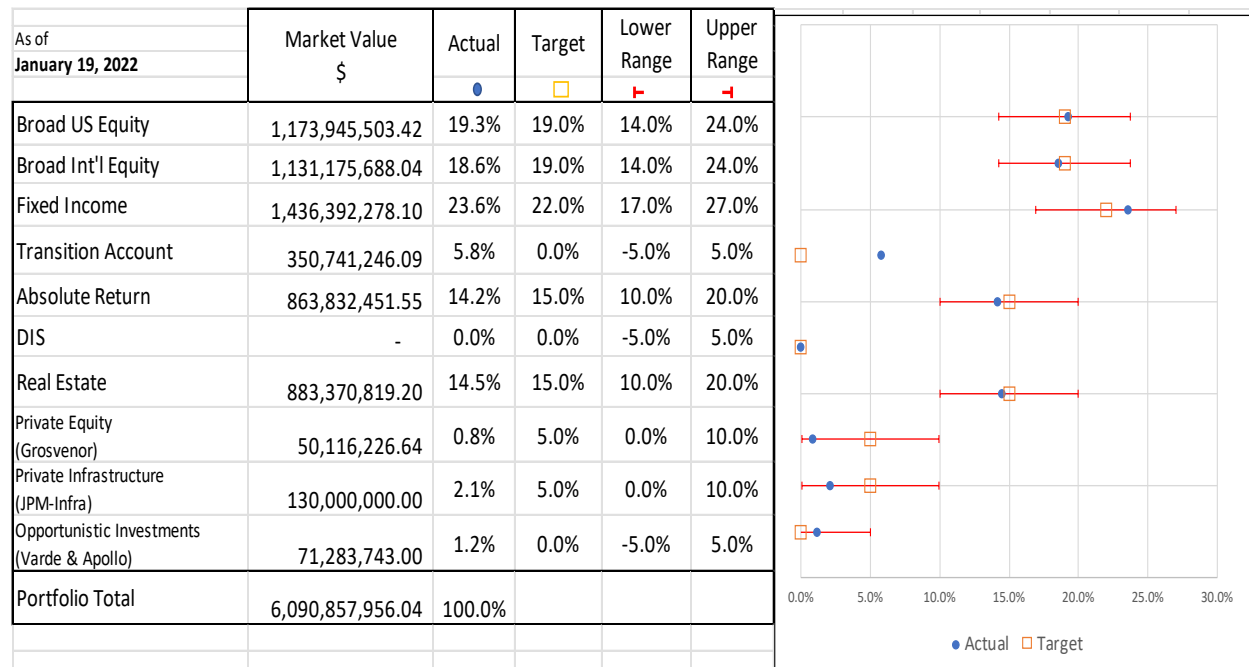 As of
January 19, 2022
Market Value
$
Actual
Target
Lower
Range
Upper
Range
Broad US Equity 1,173,945,503.42 19.3% 19.0% 14.0% 24.0%
Broad Int'l Equity 1,131,175,688.04 18.6% 19.0% 14.0% 24.0%
Fixed Income 1,436,392,278.10 23.6% 22.0% 17.0% 27.0%
Transition Account 350,741,246.09 5.8% 0.0% -5.0% 5.0%
Absolute Return 863,832,451.55 14.2% 15.0% 10.0% 20.0%
DIS - 0.0% 0.0% -5.0% 5.0%
Real Estate 883,370,819.20 14.5% 15.0% 10.0% 20.0%
Private Equity
(Grosvenor) 50,116,226.64 0.8% 5.0% 0.0% 10.0%
Private Infrastructure
(JPM-Infra) 130,000,000.00 2.1% 5.0% 0.0% 10.0%
Opportunistic Investments
(Varde & Apollo) 71,283,743.00 1.2% 0.0% -5.0% 5.0%
Portfolio Total 6,090,857,956.04 100.0%
0.0% 5.0% 10.0% 15.0% 20.0% 25.0% 30.0%
Actual Target